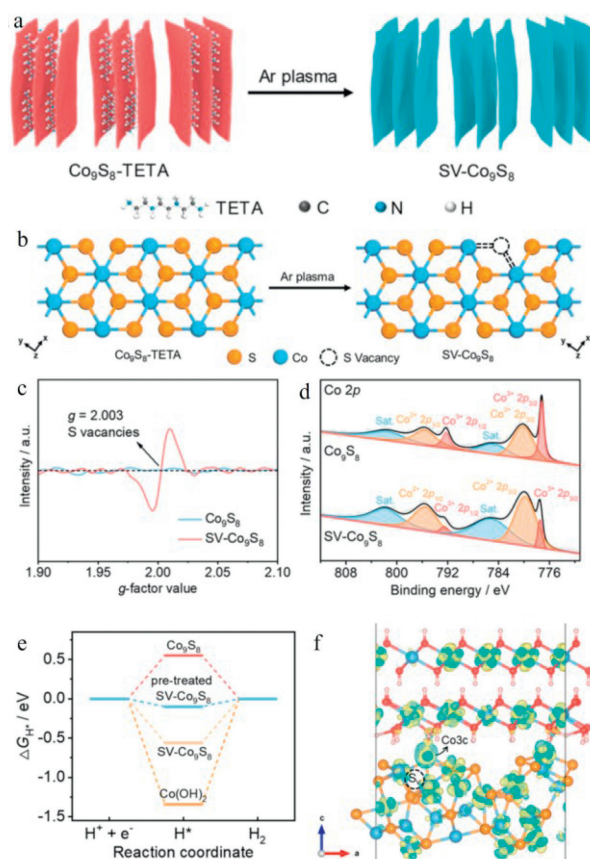 a
Ar plasma
Co₉S₈-TETA
SV-Co₉S₈
TETA C N H
b
Ar plasma
y x z
Co₉S₈-TETA
S Co S Vacancy
SV-Co₉S₈
y x z
c
g = 2.003
S vacancies
Intensity / a.u.
Co₉S₈
SV-Co₉S₈
1.90 1.95 2.00 2.05 2.10
g-factor value
d
Co 2p
Intensity / a.u.
Sat. Co²⁺ 2p₁/₂ Co³⁺ 2p₁/₂ Sat. Co²⁺ 2p₃/₂ Co³⁺ 2p₃/₂
Co₉S₈
Sat. Co²⁺ 2p₁/₂ Co³⁺ 2p₁/₂ Sat. Co²⁺ 2p₃/₂ Co³⁺ 2p₃/₂
SV-Co₉S₈
808 800 792 784 776
Binding energy / eV
e
ΔG_H* / eV
0.5
0.0
-0.5
-1.0
-1.5
Co₉S₈
pre-treated
SV-Co₉S₈
SV-Co₉S₈
Co(OH)₂
H⁺ + e⁻ H* H₂
Reaction coordinate
f
Co3c
Sᵥ
c
a